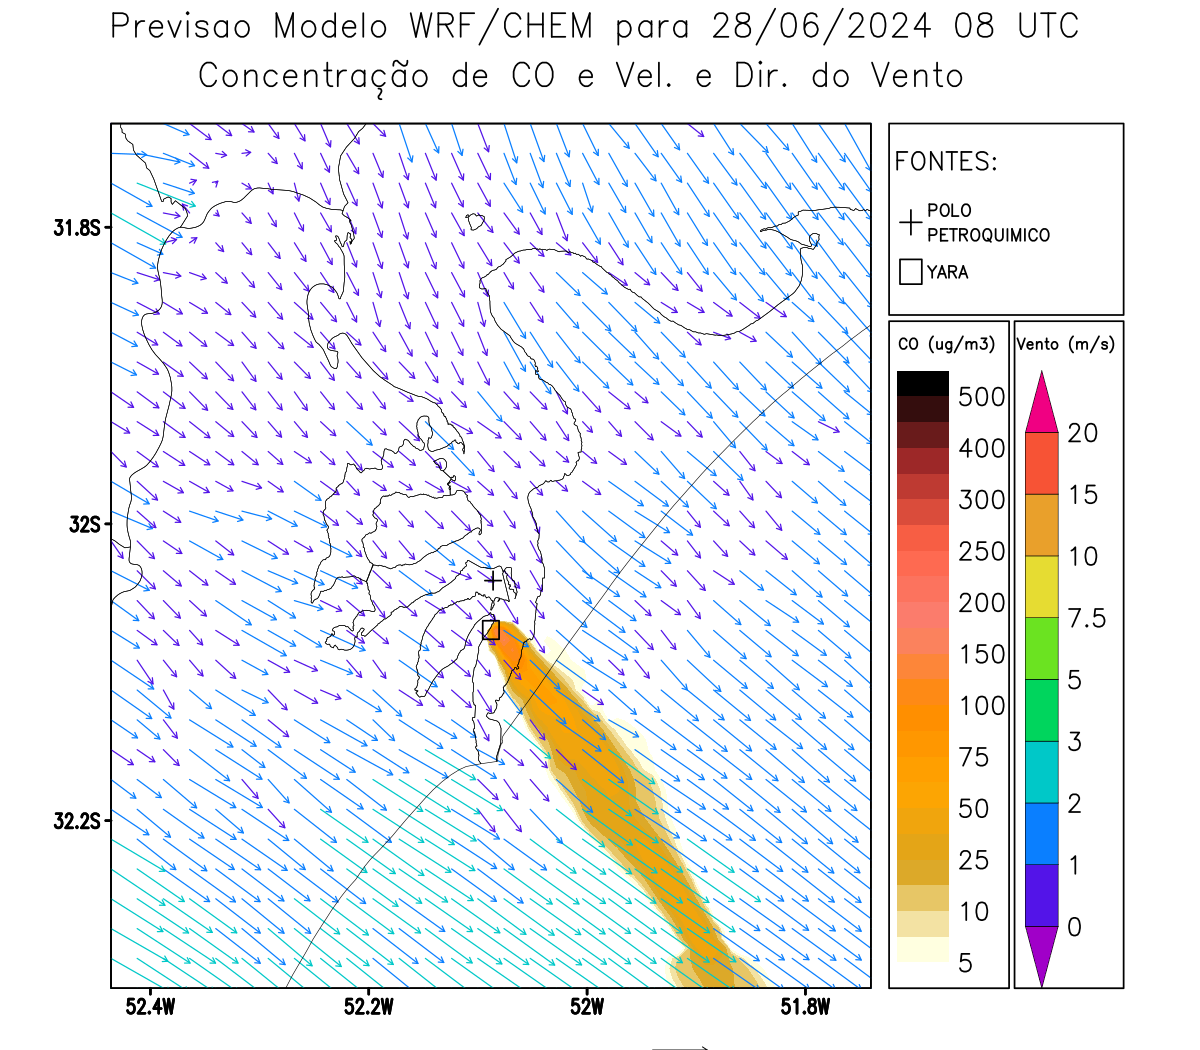 Previsao Modelo WRF/CHEM para 28/06/2024 08 UTC
Concentração de CO e Vel. e Dir. do Vento
FONTES:
POLO
PETROQUIMICO
YARA
CO (ug/m3)
500
400
300
250
200
150
100
75
50
25
10
5
Vento (m/s)
20
15
10
7.5
5
3
2
1
0
31.8S
32S
32.2S
52.4W 52.2W 52W 51.8W